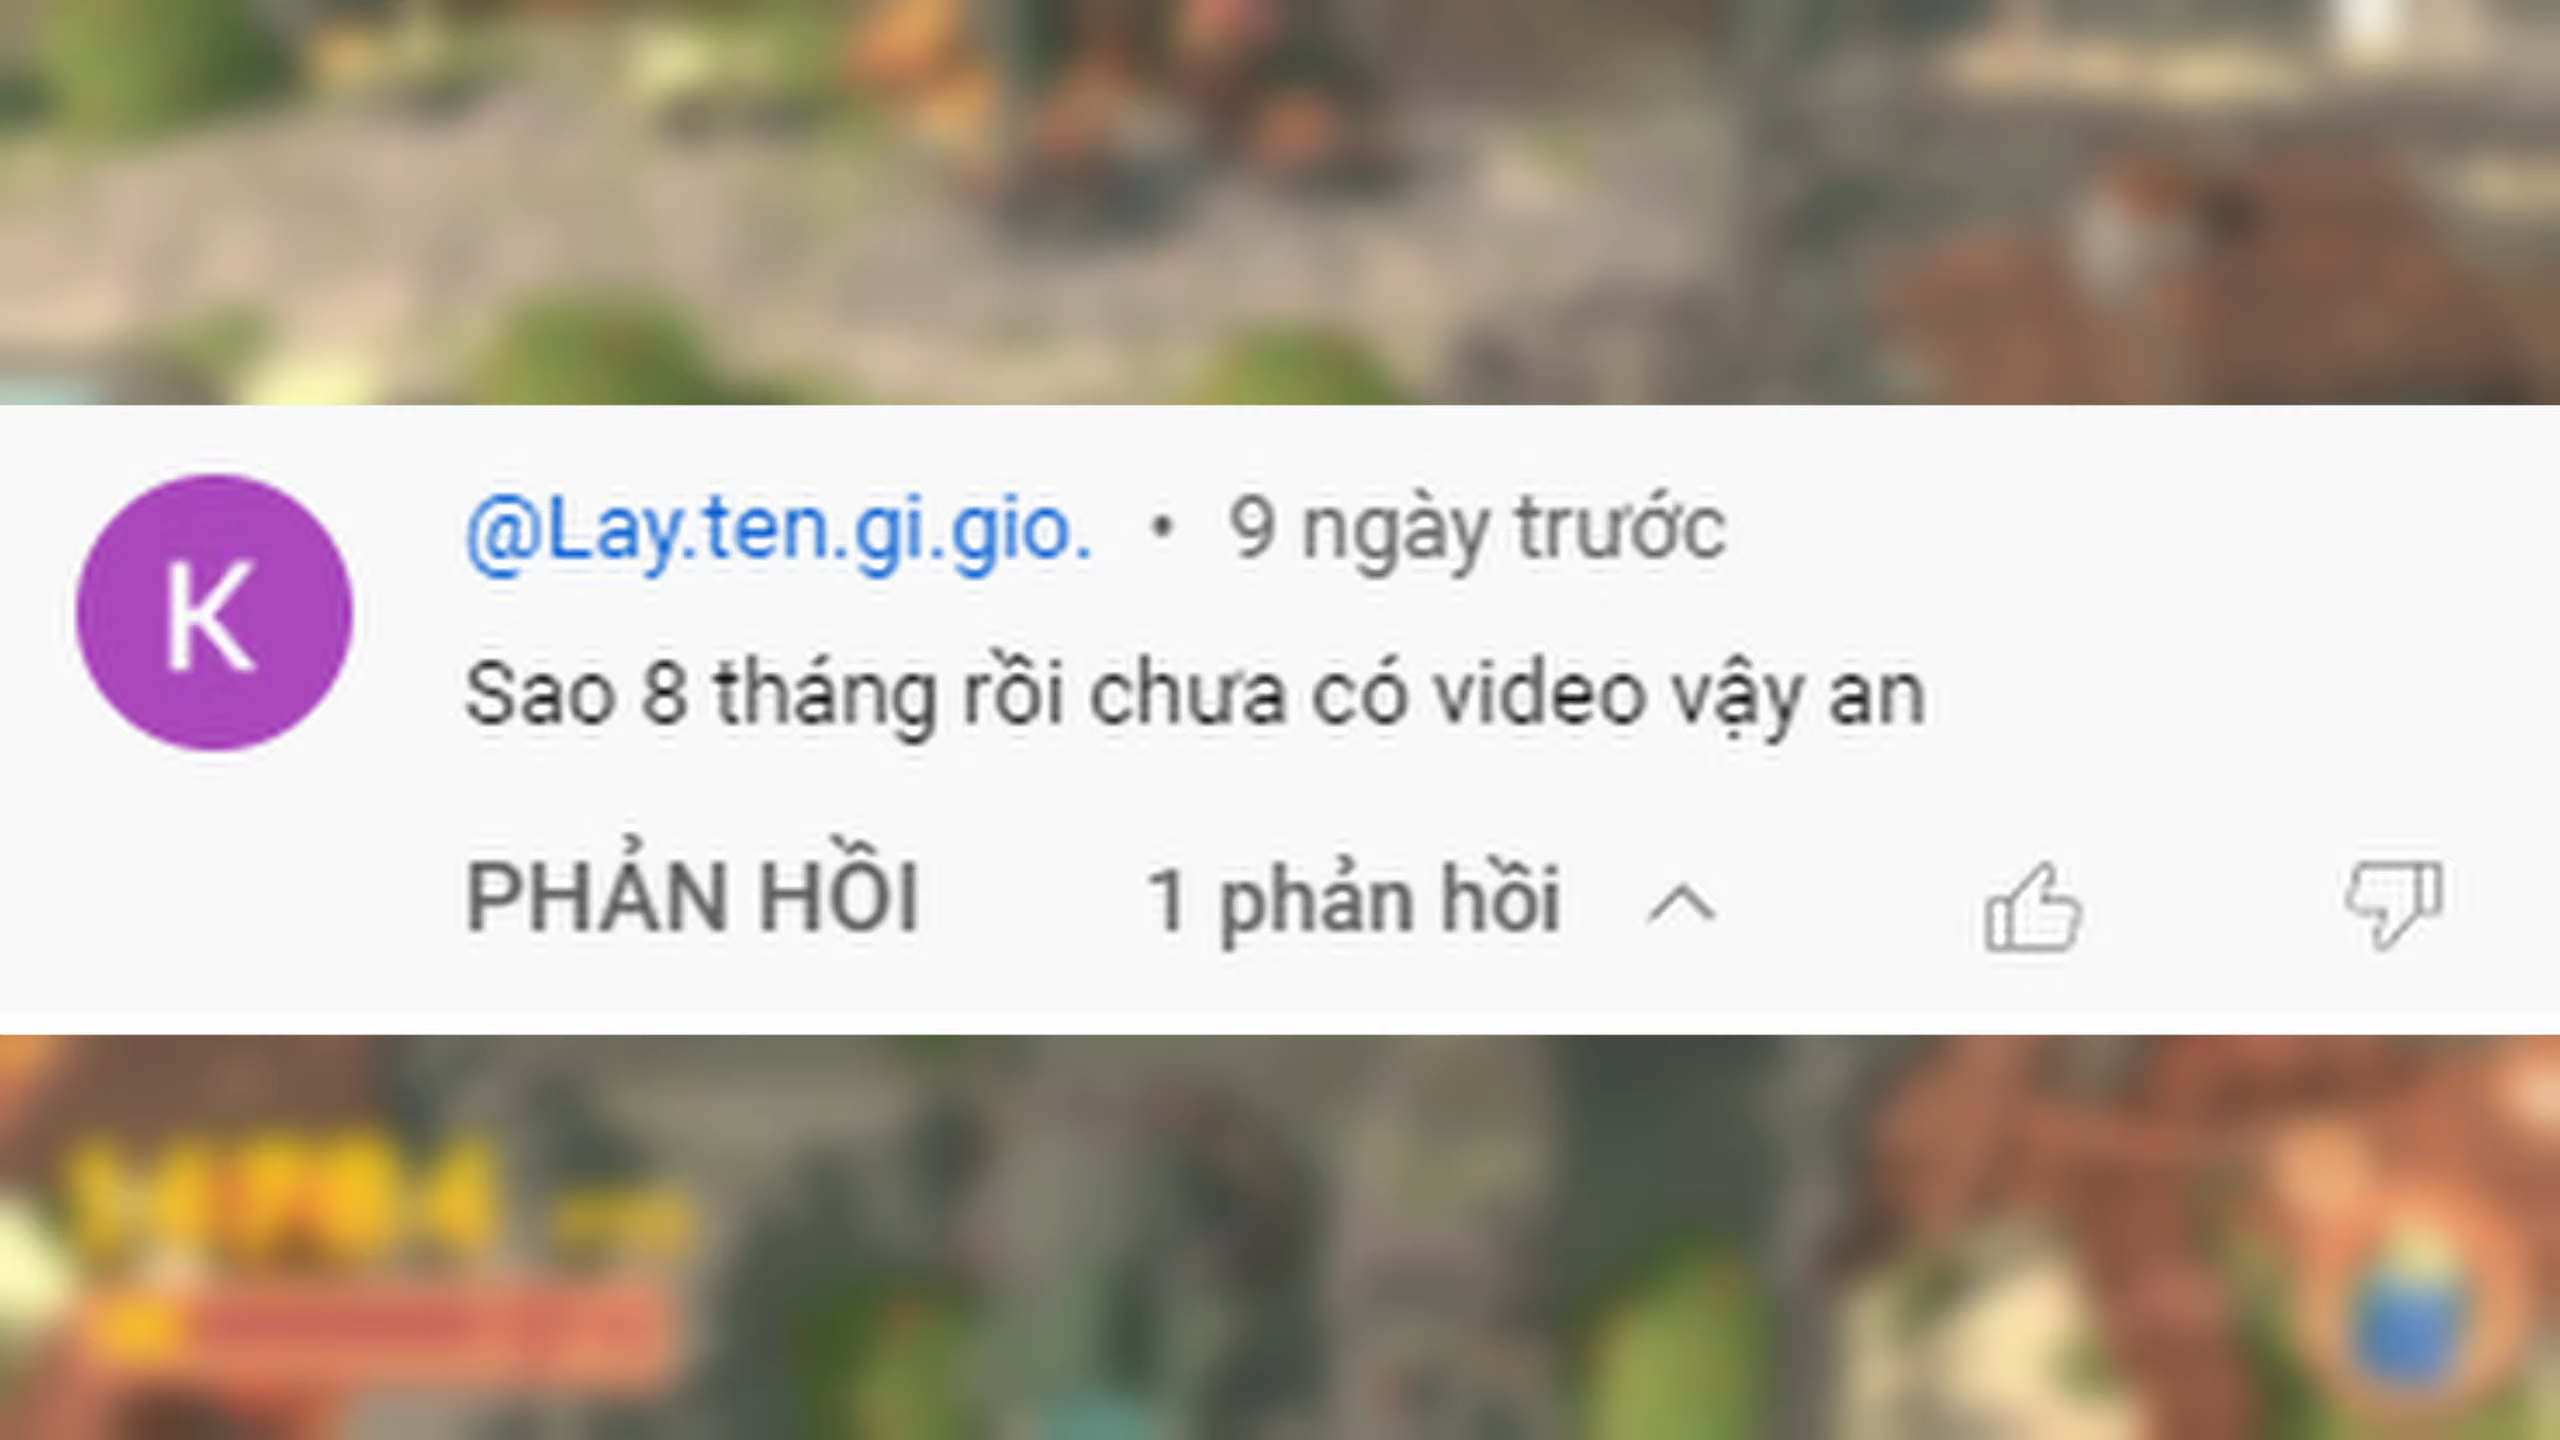 K
@Lay.ten.gi.gio. • 9 ngày trước
Sao 8 tháng rồi chưa có video vậy an
PHẢN HỒI 1 phản hồi